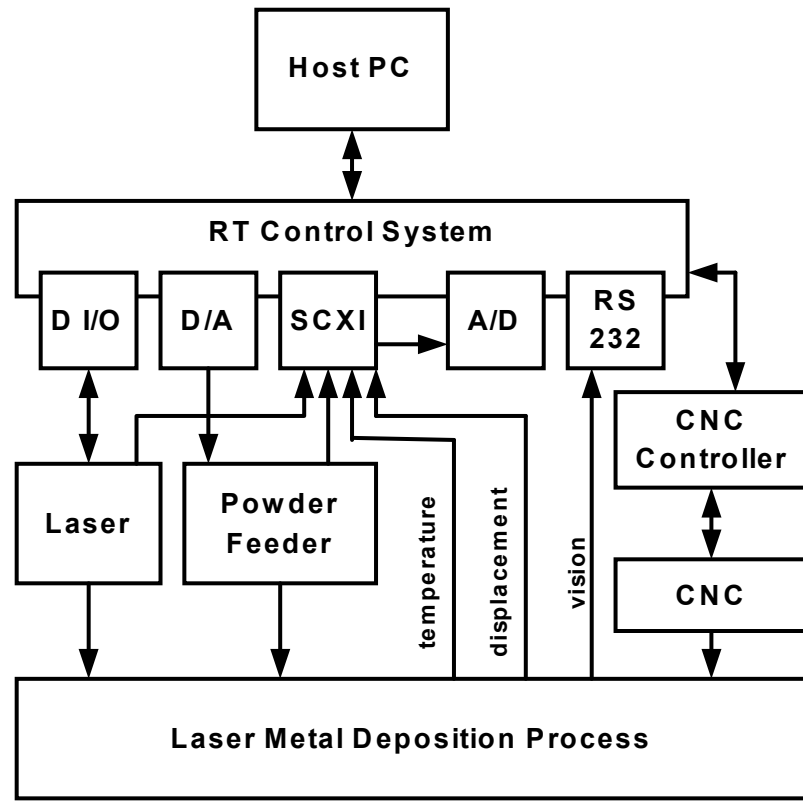 Host PC
RT Control System
D I/O
D/A
SCXI
A/D
RS
232
CNC
Controller
Laser
Powder
Feeder
temperature
displacement
vision
CNC
Laser Metal Deposition Process